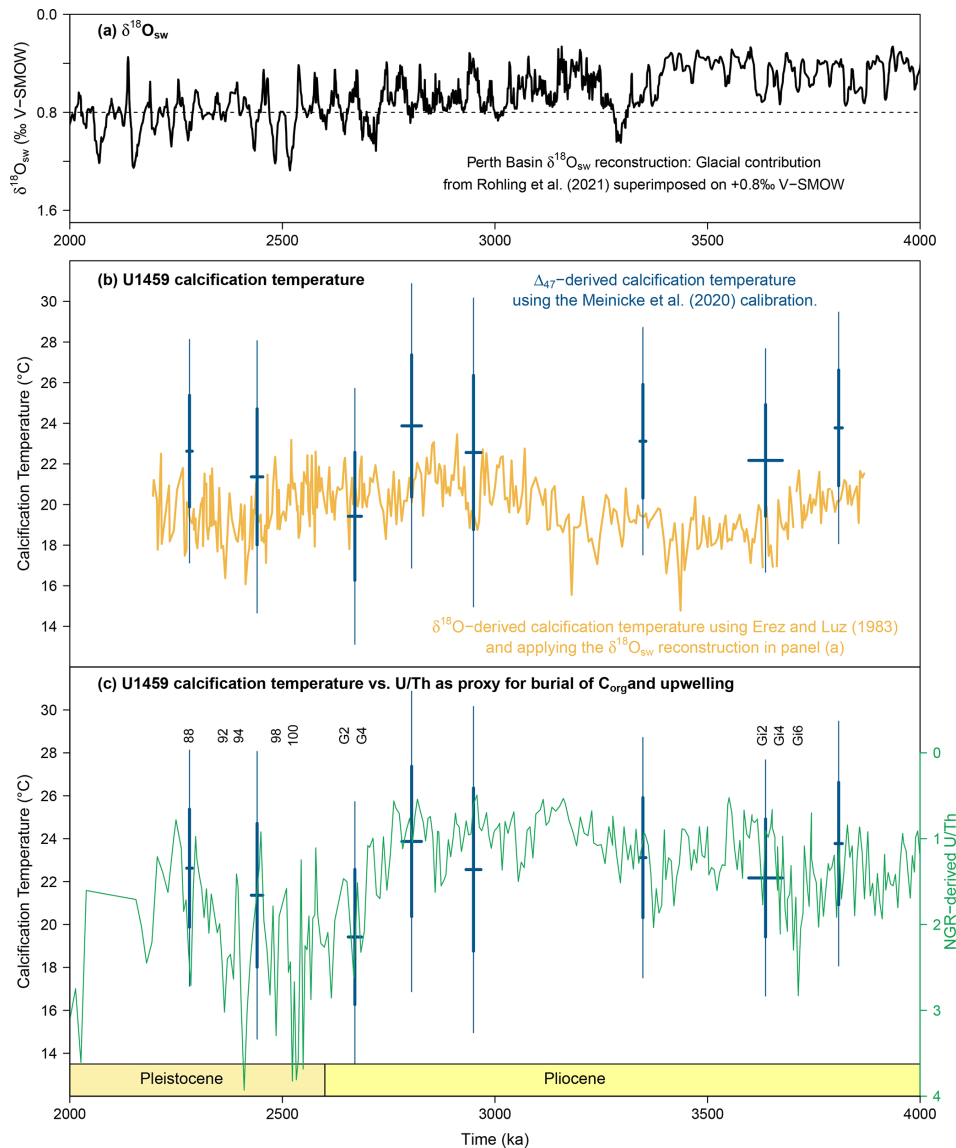 (a) δ¹⁸Osw
0.0
0.8
1.6
δ¹⁸Osw (‰ V−SMOW)
Perth Basin δ¹⁸Osw reconstruction: Glacial contribution
from Rohling et al. (2021) superimposed on +0.8‰ V−SMOW
2000 2500 3000 3500 4000
(b) U1459 calcification temperature
Δ47−derived calcification temperature
using the Meinicke et al. (2020) calibration.
30
28
26
24
22
20
18
16
14
Calcification Temperature (°C)
δ¹⁸O−derived calcification temperature using Erez and Luz (1983)
and applying the δ¹⁸Osw reconstruction in panel (a)
(c) U1459 calcification temperature vs. U/Th as proxy for burial of Corg and upwelling
30
28
26
24
22
20
18
16
14
Calcification Temperature (°C)
88 92 94 98 100 G2 G4 Gi2 Gi4 Gi6
0
1
2
3
4
NGR−derived U/Th
Pleistocene Pliocene
2000 2500 3000 3500 4000
Time (ka)